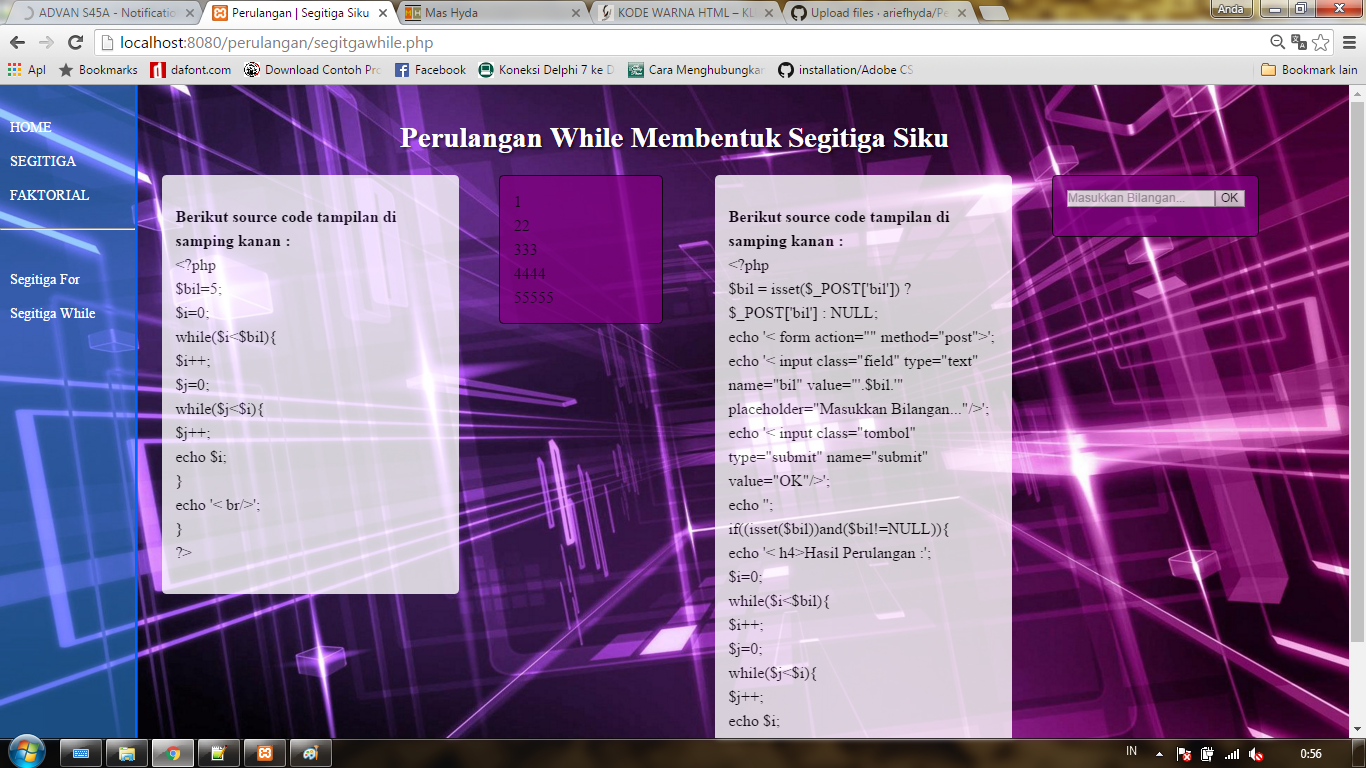 ADVAN S45A - Notificatio
Perulangan | Segitiga Siku
Mas Hyda
KODE WARNA HTML – KU
Upload files · ariefhyda/Pe
Anda
localhost:8080/perulangan/segitgawhile.php
Apl
Bookmarks
dafont.com
Download Contoh Pro
Facebook
Koneksi Delphi 7 ke D
Cara Menghubungkan
installation/Adobe CS
Bookmark lain
HOME
SEGITIGA
FAKTORIAL
Segitiga For
Segitiga While
Perulangan While Membentuk Segitiga Siku
Berikut source code tampilan di
samping kanan :
<?php
$bil=5;
$i=0;
while($i<$bil){
$i++;
$j=0;
while($j<$i){
$j++;
echo $i;
}
echo '< br/>';
}
?>
1
22
333
4444
55555
Berikut source code tampilan di
samping kanan :
<?php
$bil = isset($_POST['bil']) ?
$_POST['bil'] : NULL;
echo '< form action="" method="post">';
echo '< input class="field" type="text"
name="bil" value="'.$bil.'"
placeholder="Masukkan Bilangan..."/>';
echo '< input class="tombol"
type="submit" name="submit"
value="OK"/>';
echo '';
if((isset($bil))and($bil!=NULL)){
echo '< h4>Hasil Perulangan :';
$i=0;
while($i<$bil){
$i++;
$j=0;
while($j<$i){
$j++;
echo $i;
Masukkan Bilangan...
OK
IN
0:56